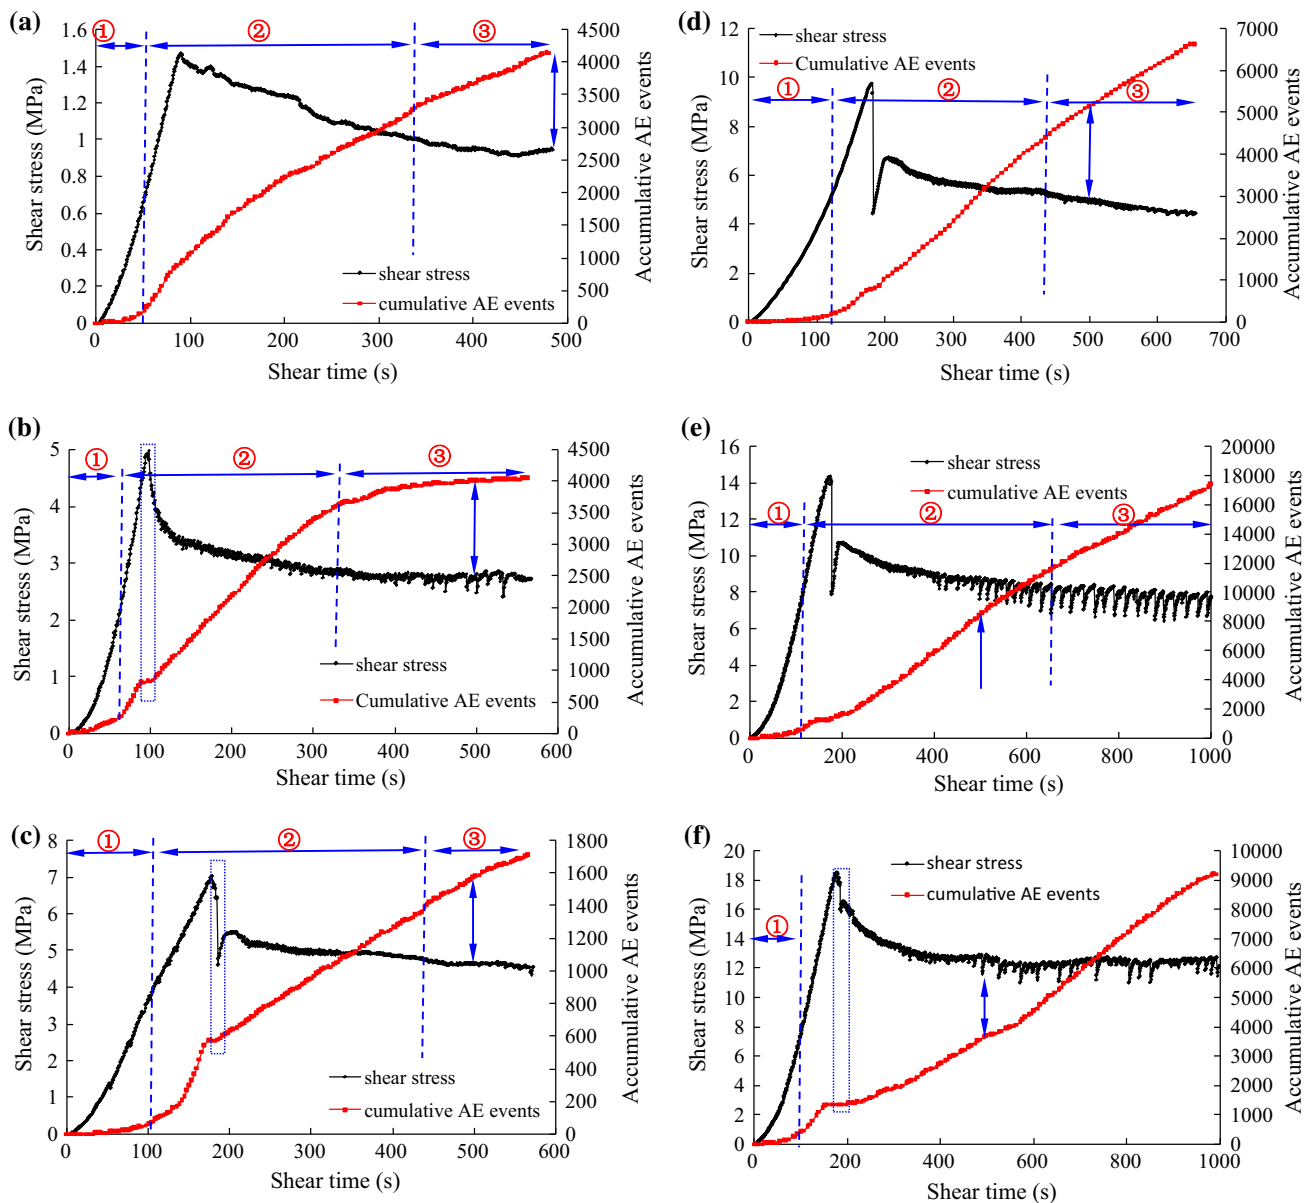 (a)
① ② ③
1.6 1.4 1.2 1 0.8 0.6 0.4 0.2 0
Shear stress (MPa)
4500 4000 3500 3000 2500 2000 1500 1000 500 0
Accumulative AE events
shear stress
cumulative AE events
0 100 200 300 400 500
Shear time (s)
(b)
① ② ③
5 4 3 2 1 0
Shear stress (MPa)
4500 4000 3500 3000 2500 2000 1500 1000 500 0
Accumulative AE events
shear stress
Cumulative AE events
0 100 200 300 400 500 600
Shear time (s)
(c)
① ② ③
8 7 6 5 4 3 2 1 0
Shear stress (MPa)
1800 1600 1400 1200 1000 800 600 400 200 0
Accumulative AE events
shear stress
cumulative AE events
0 100 200 300 400 500 600
Shear time (s)
(d)
shear stress
Cumulative AE events
① ② ③
12 10 8 6 4 2 0
Shear stress (MPa)
7000 6000 5000 4000 3000 2000 1000 0
Accumulative AE events
0 100 200 300 400 500 600 700
Shear time (s)
(e)
shear stress
cumulative AE events
① ② ③
16 14 12 10 8 6 4 2 0
Shear stress (MPa)
20000 18000 16000 14000 12000 10000 8000 6000 4000 2000 0
Accumulative AE events
0 200 400 600 800 1000
Shear time (s)
(f)
shear stress
cumulative AE events
①
20 18 16 14 12 10 8 6 4 2 0
Shear stress (MPa)
10000 9000 8000 7000 6000 5000 4000 3000 2000 1000 0
Accumulative AE events
0 200 400 600 800 1000
Shear time (s)